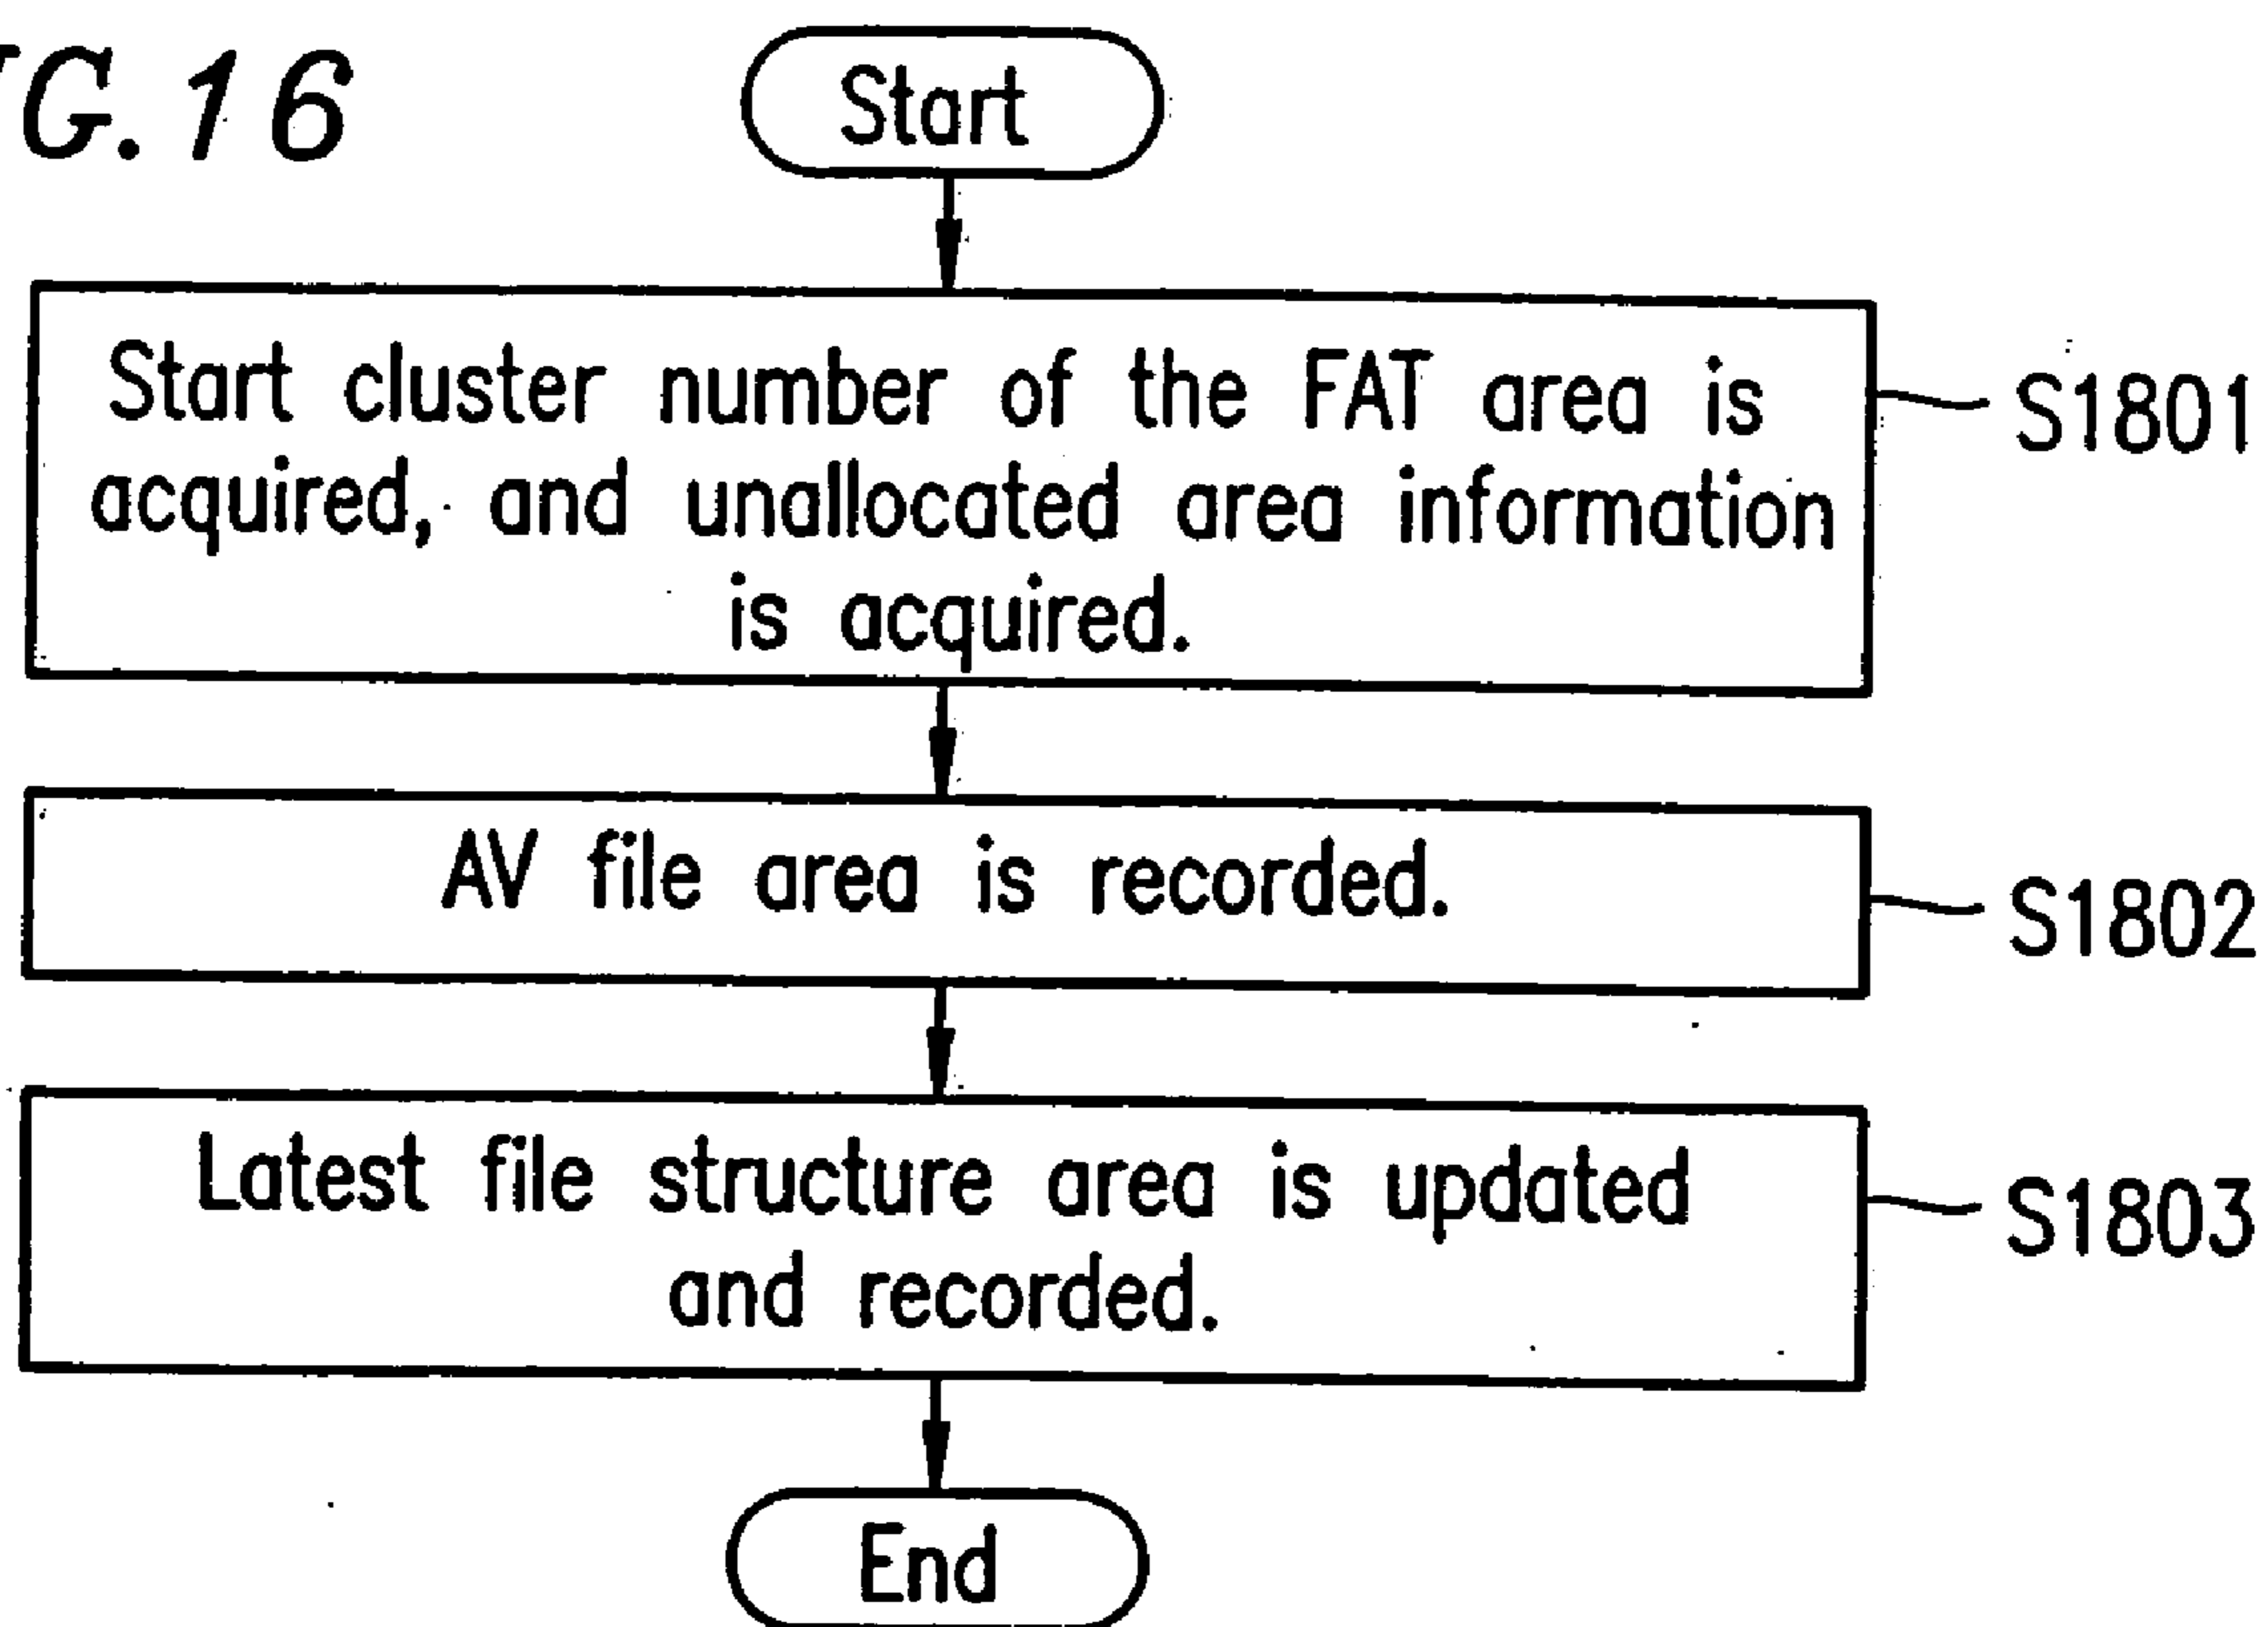 FIG.16
Start
Start cluster number of the FAT area is
acquired, and unallocated area information
is acquired.
S1801
AV file area is recorded.
S1802
Latest file structure area is updated
and recorded.
S1803
End